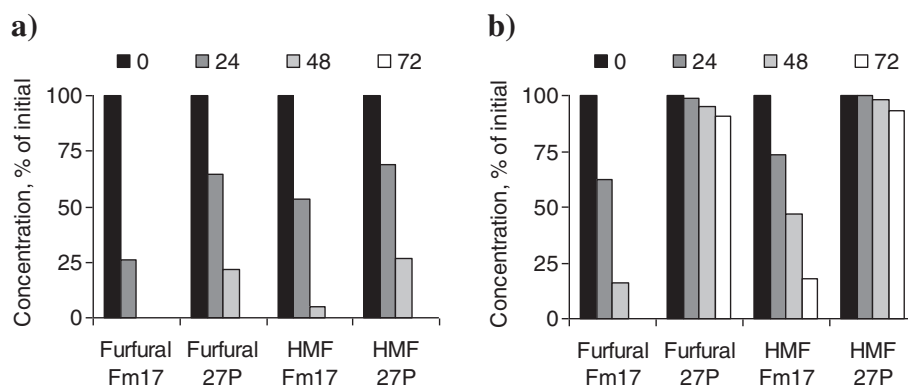 a)
0 24 48 72
Concentration, % of initial
100
75
50
25
0
Furfural Fm17
Furfural 27P
HMF Fm17
HMF 27P
b)
0 24 48 72
Concentration, % of initial
100
75
50
25
0
Furfural Fm17
Furfural 27P
HMF Fm17
HMF 27P